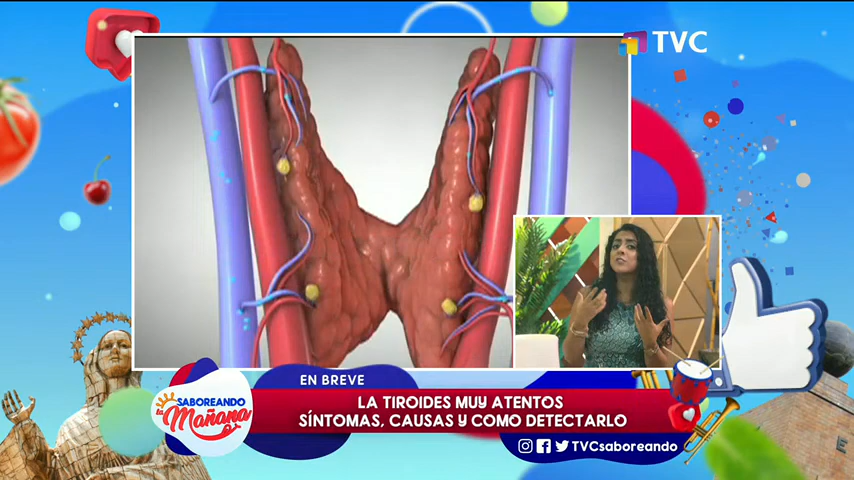 TVC
EN BREVE
SABOREANDO
Mañana
LA TIROIDES MUY ATENTOS
SÍNTOMAS, CAUSAS Y COMO DETECTARLO
TVCsaboreando